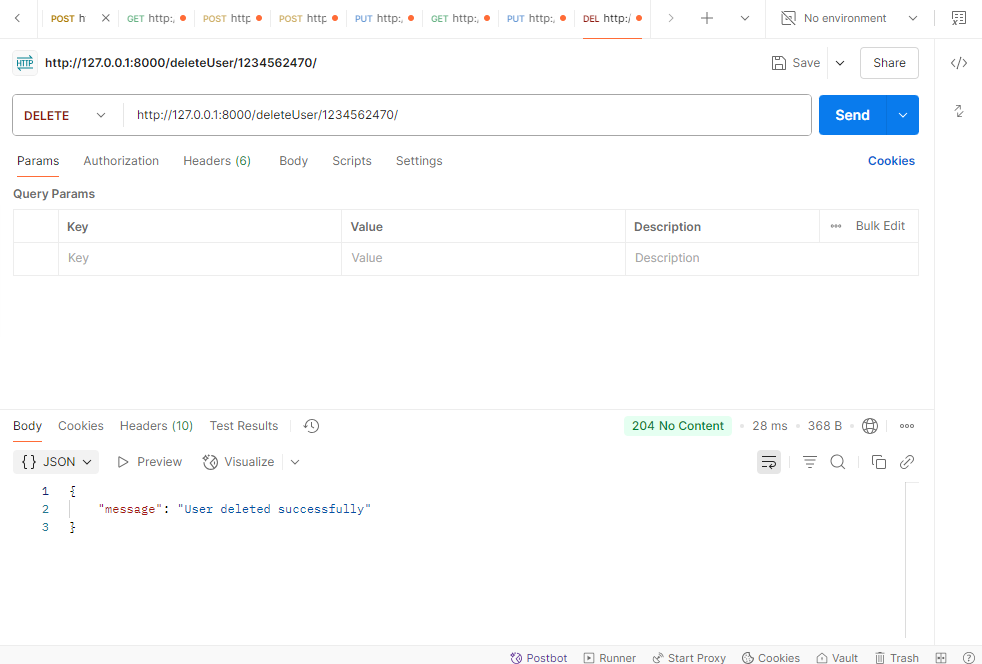 POST h GET http:, POST http POST http PUT http:, GET http:, PUT http:, DEL http:/ No environment
HTTP http://127.0.0.1:8000/deleteUser/1234562470/ Save Share
DELETE http://127.0.0.1:8000/deleteUser/1234562470/ Send
Params Authorization Headers (6) Body Scripts Settings Cookies
Query Params
Key Value Description Bulk Edit
Key Value Description
Body Cookies Headers (10) Test Results 204 No Content 28 ms 368 B
{} JSON Preview Visualize
1 {
2 "message": "User deleted successfully"
3 }
Postbot Runner Start Proxy Cookies Vault Trash